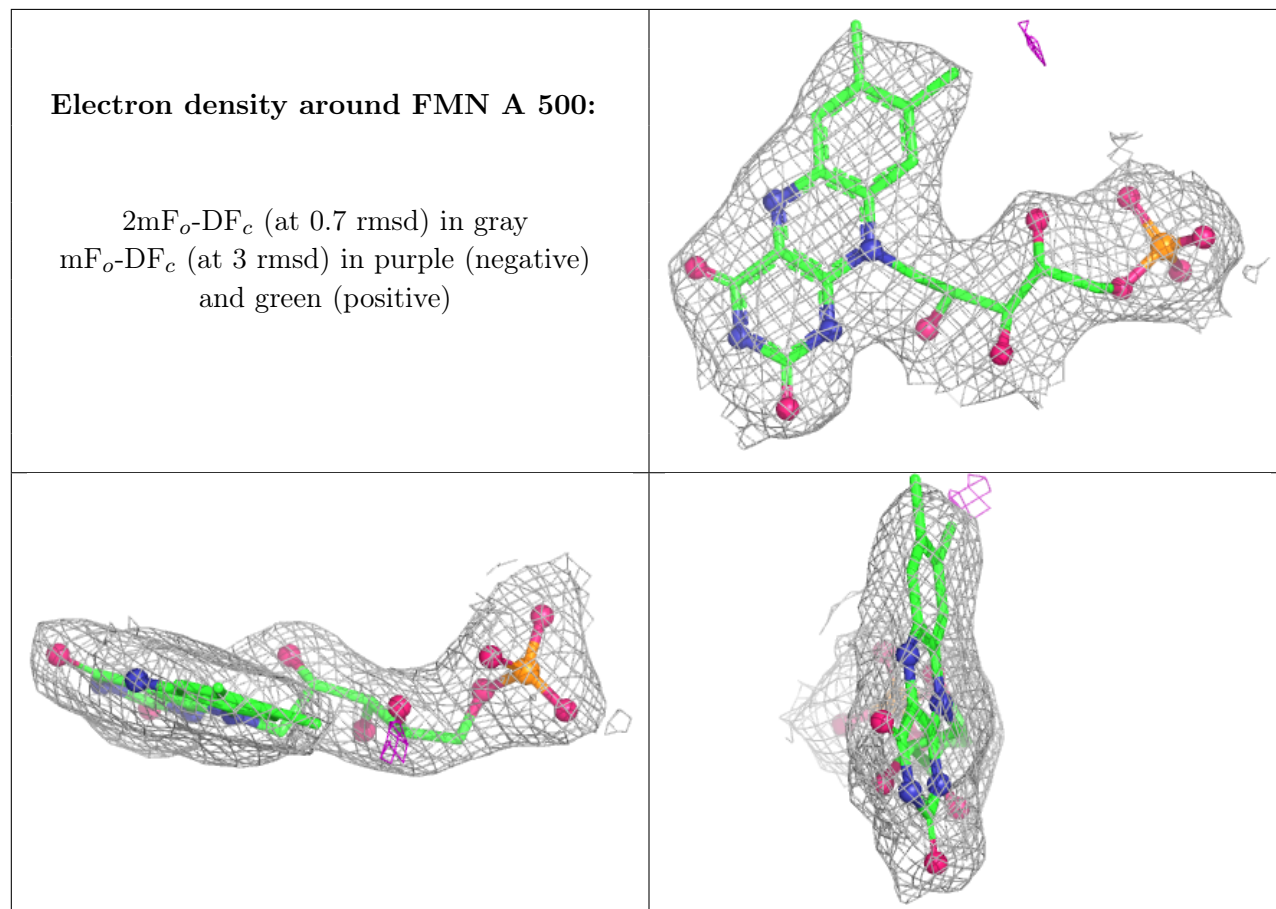 Electron density around FMN A 500:
2mFo-DFc (at 0.7 rmsd) in gray
mFo-DFc (at 3 rmsd) in purple (negative)
and green (positive)